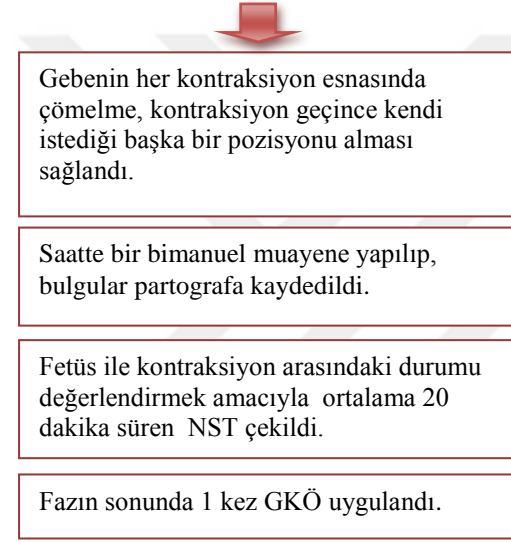 Gebenin her kontraksiyon esnasında
çömelme, kontraksiyon geçince kendi
istediği başka bir pozisyonu alması
sağlandı.
Saatte bir bimanuel muayene yapılıp,
bulgular partografa kaydedildi.
Fetüs ile kontraksiyon arasındaki durumu
değerlendirmek amacıyla ortalama 20
dakika süren NST çekildi.
Fazın sonunda 1 kez GKÖ uygulandı.